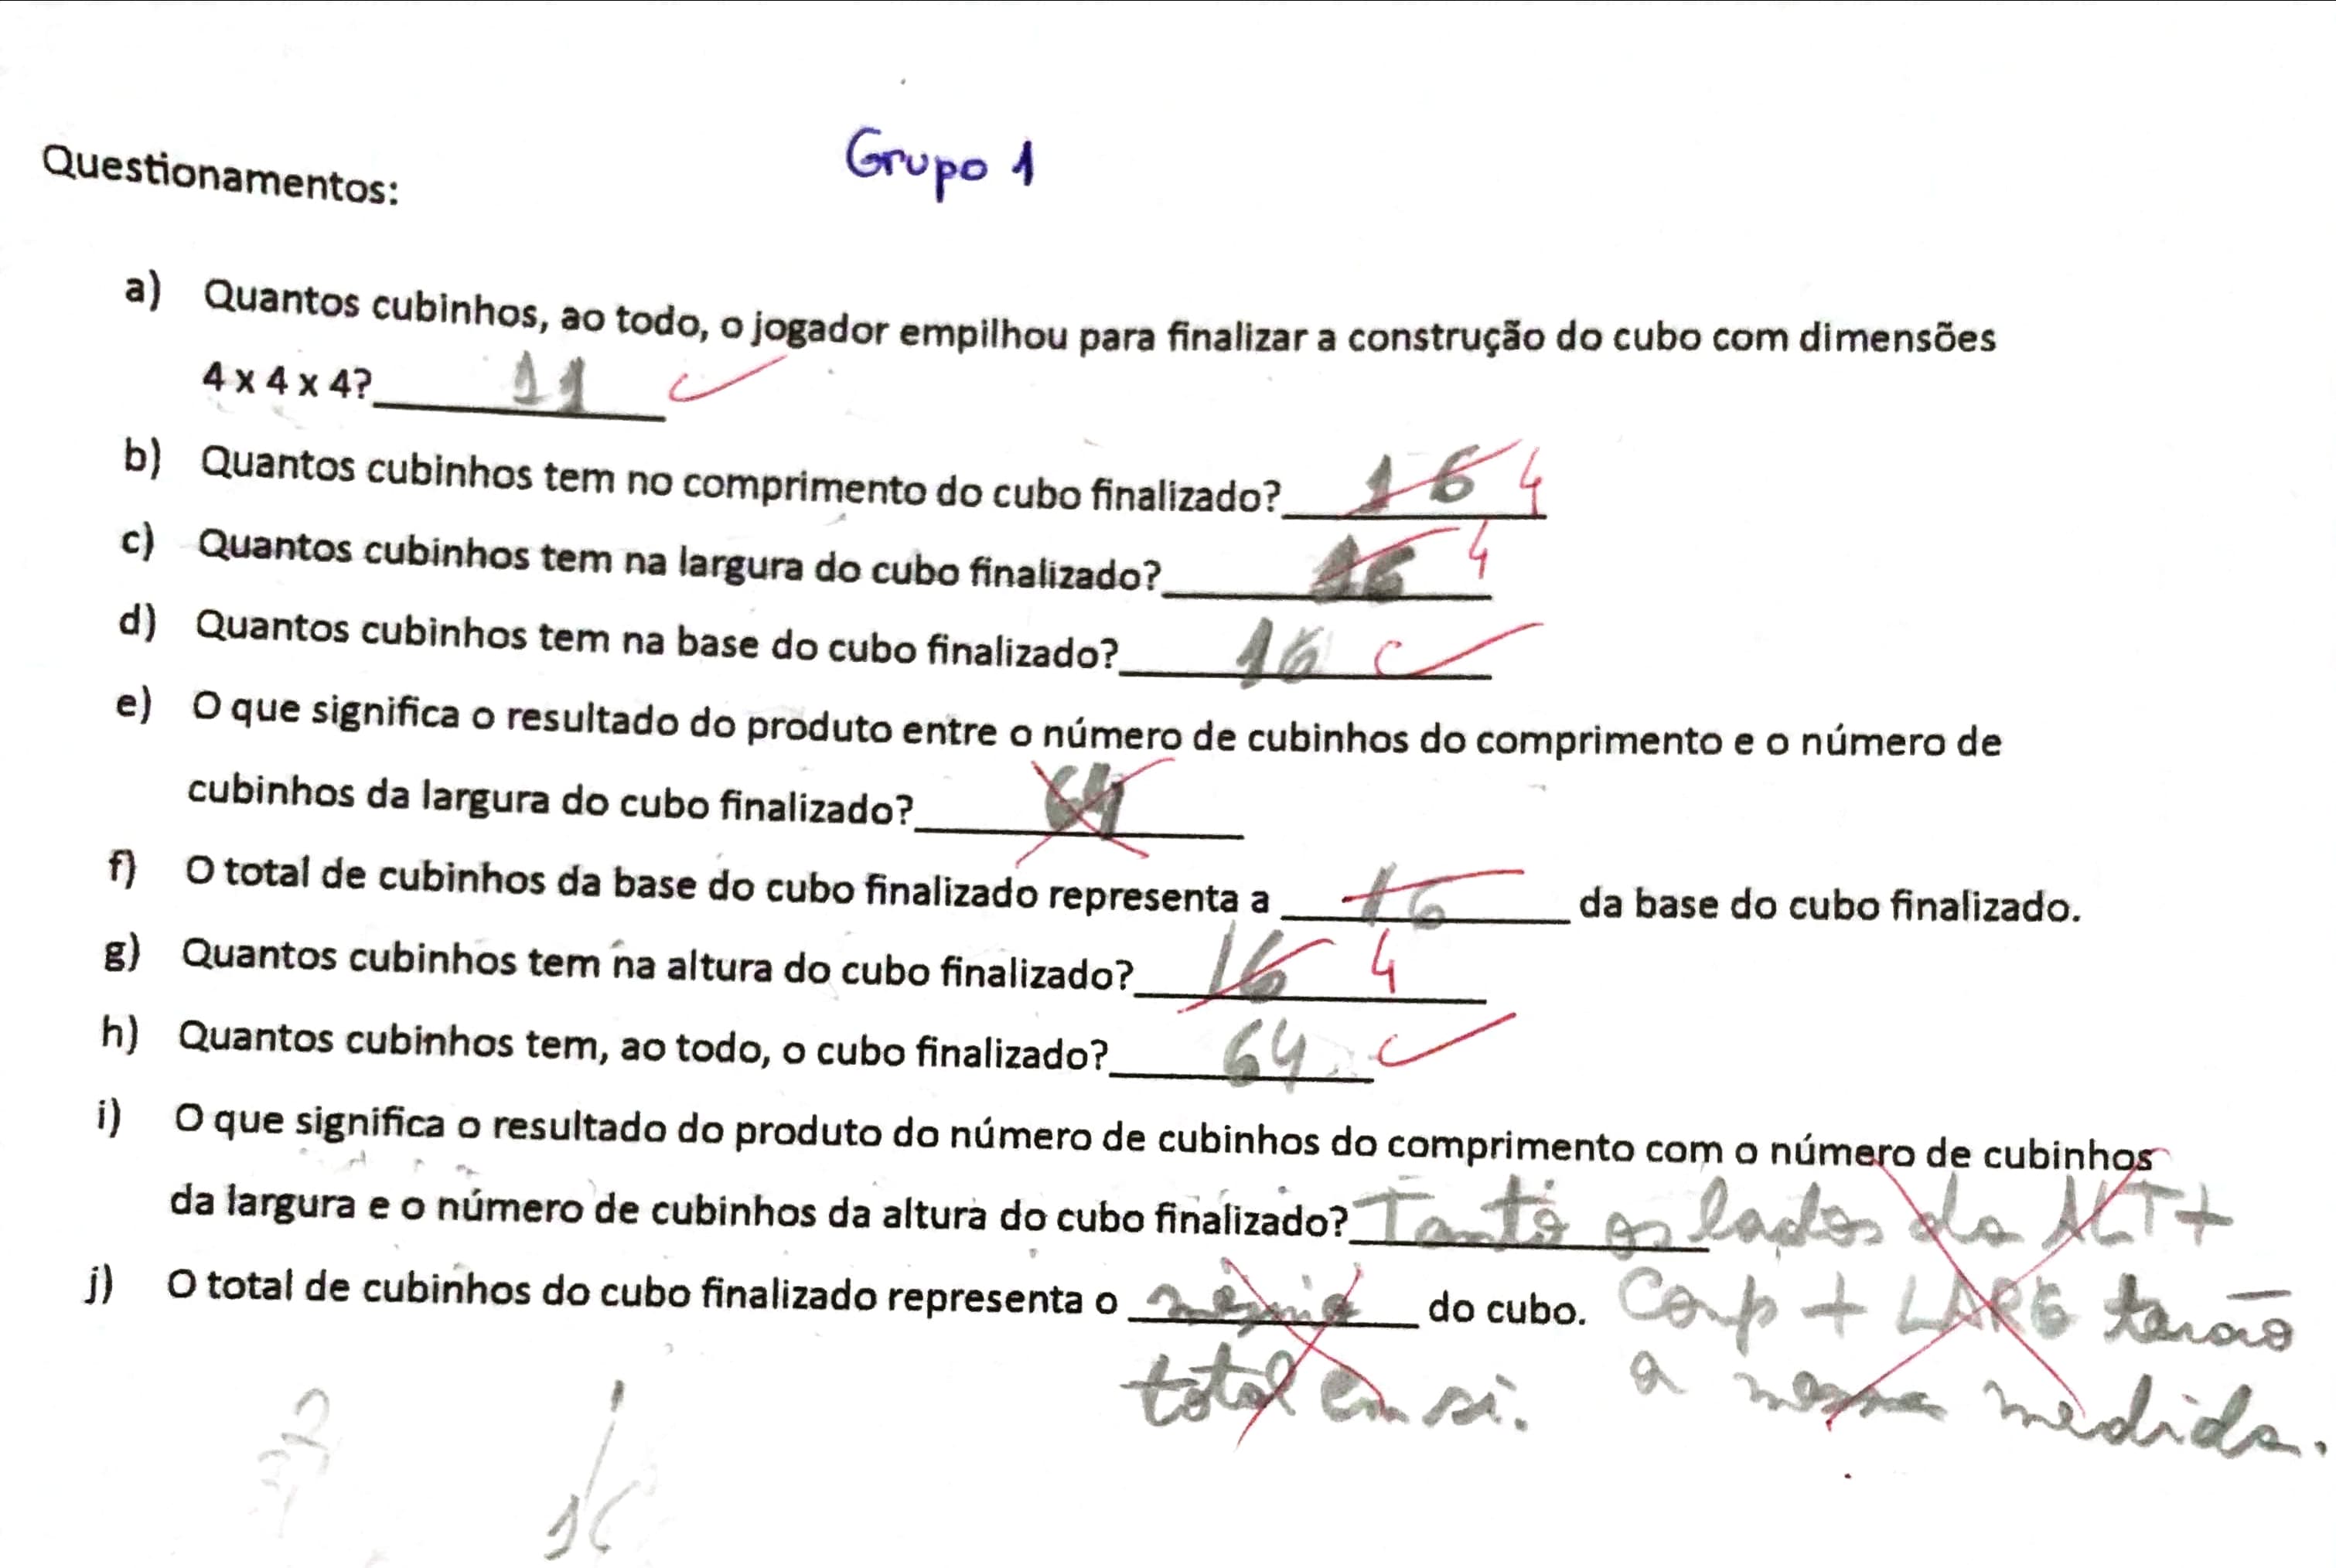 Grupo 1
Questionamentos:
a) Quantos cubinhos, ao todo, o jogador empilhou para finalizar a construção do cubo com dimensões
4 x 4 x 4? 11 ✓
b) Quantos cubinhos tem no comprimento do cubo finalizado? 16 4
c) Quantos cubinhos tem na largura do cubo finalizado? 16 4
d) Quantos cubinhos tem na base do cubo finalizado? 16 ✓
e) O que significa o resultado do produto entre o número de cubinhos do comprimento e o número de
cubinhos da largura do cubo finalizado? 64
f) O total de cubinhos da base do cubo finalizado representa a 16 da base do cubo finalizado.
g) Quantos cubinhos tem na altura do cubo finalizado? 16 4
h) Quantos cubinhos tem, ao todo, o cubo finalizado? 64 ✓
i) O que significa o resultado do produto do número de cubinhos do comprimento com o número de cubinhos
da largura e o número de cubinhos da altura do cubo finalizado? Tanto os lados da ALT +
Comp + LARG terão
a mesma medida.
j) O total de cubinhos do cubo finalizado representa o mesmo do cubo.
total em si.
2
16